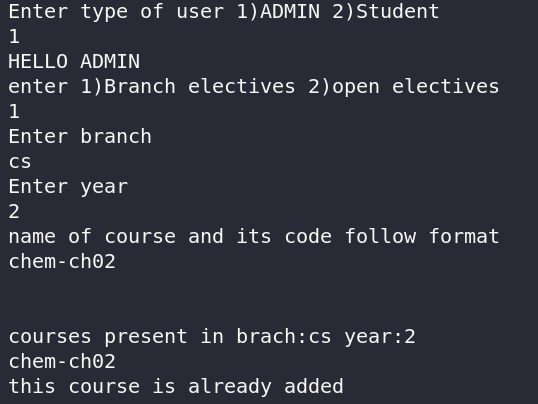 Enter type of user 1)ADMIN 2)Student
1
HELLO ADMIN
enter 1)Branch electives 2)open electives
1
Enter branch
cs
Enter year
2
name of course and its code follow format
chem-ch02
courses present in brach:cs year:2
chem-ch02
this course is already added